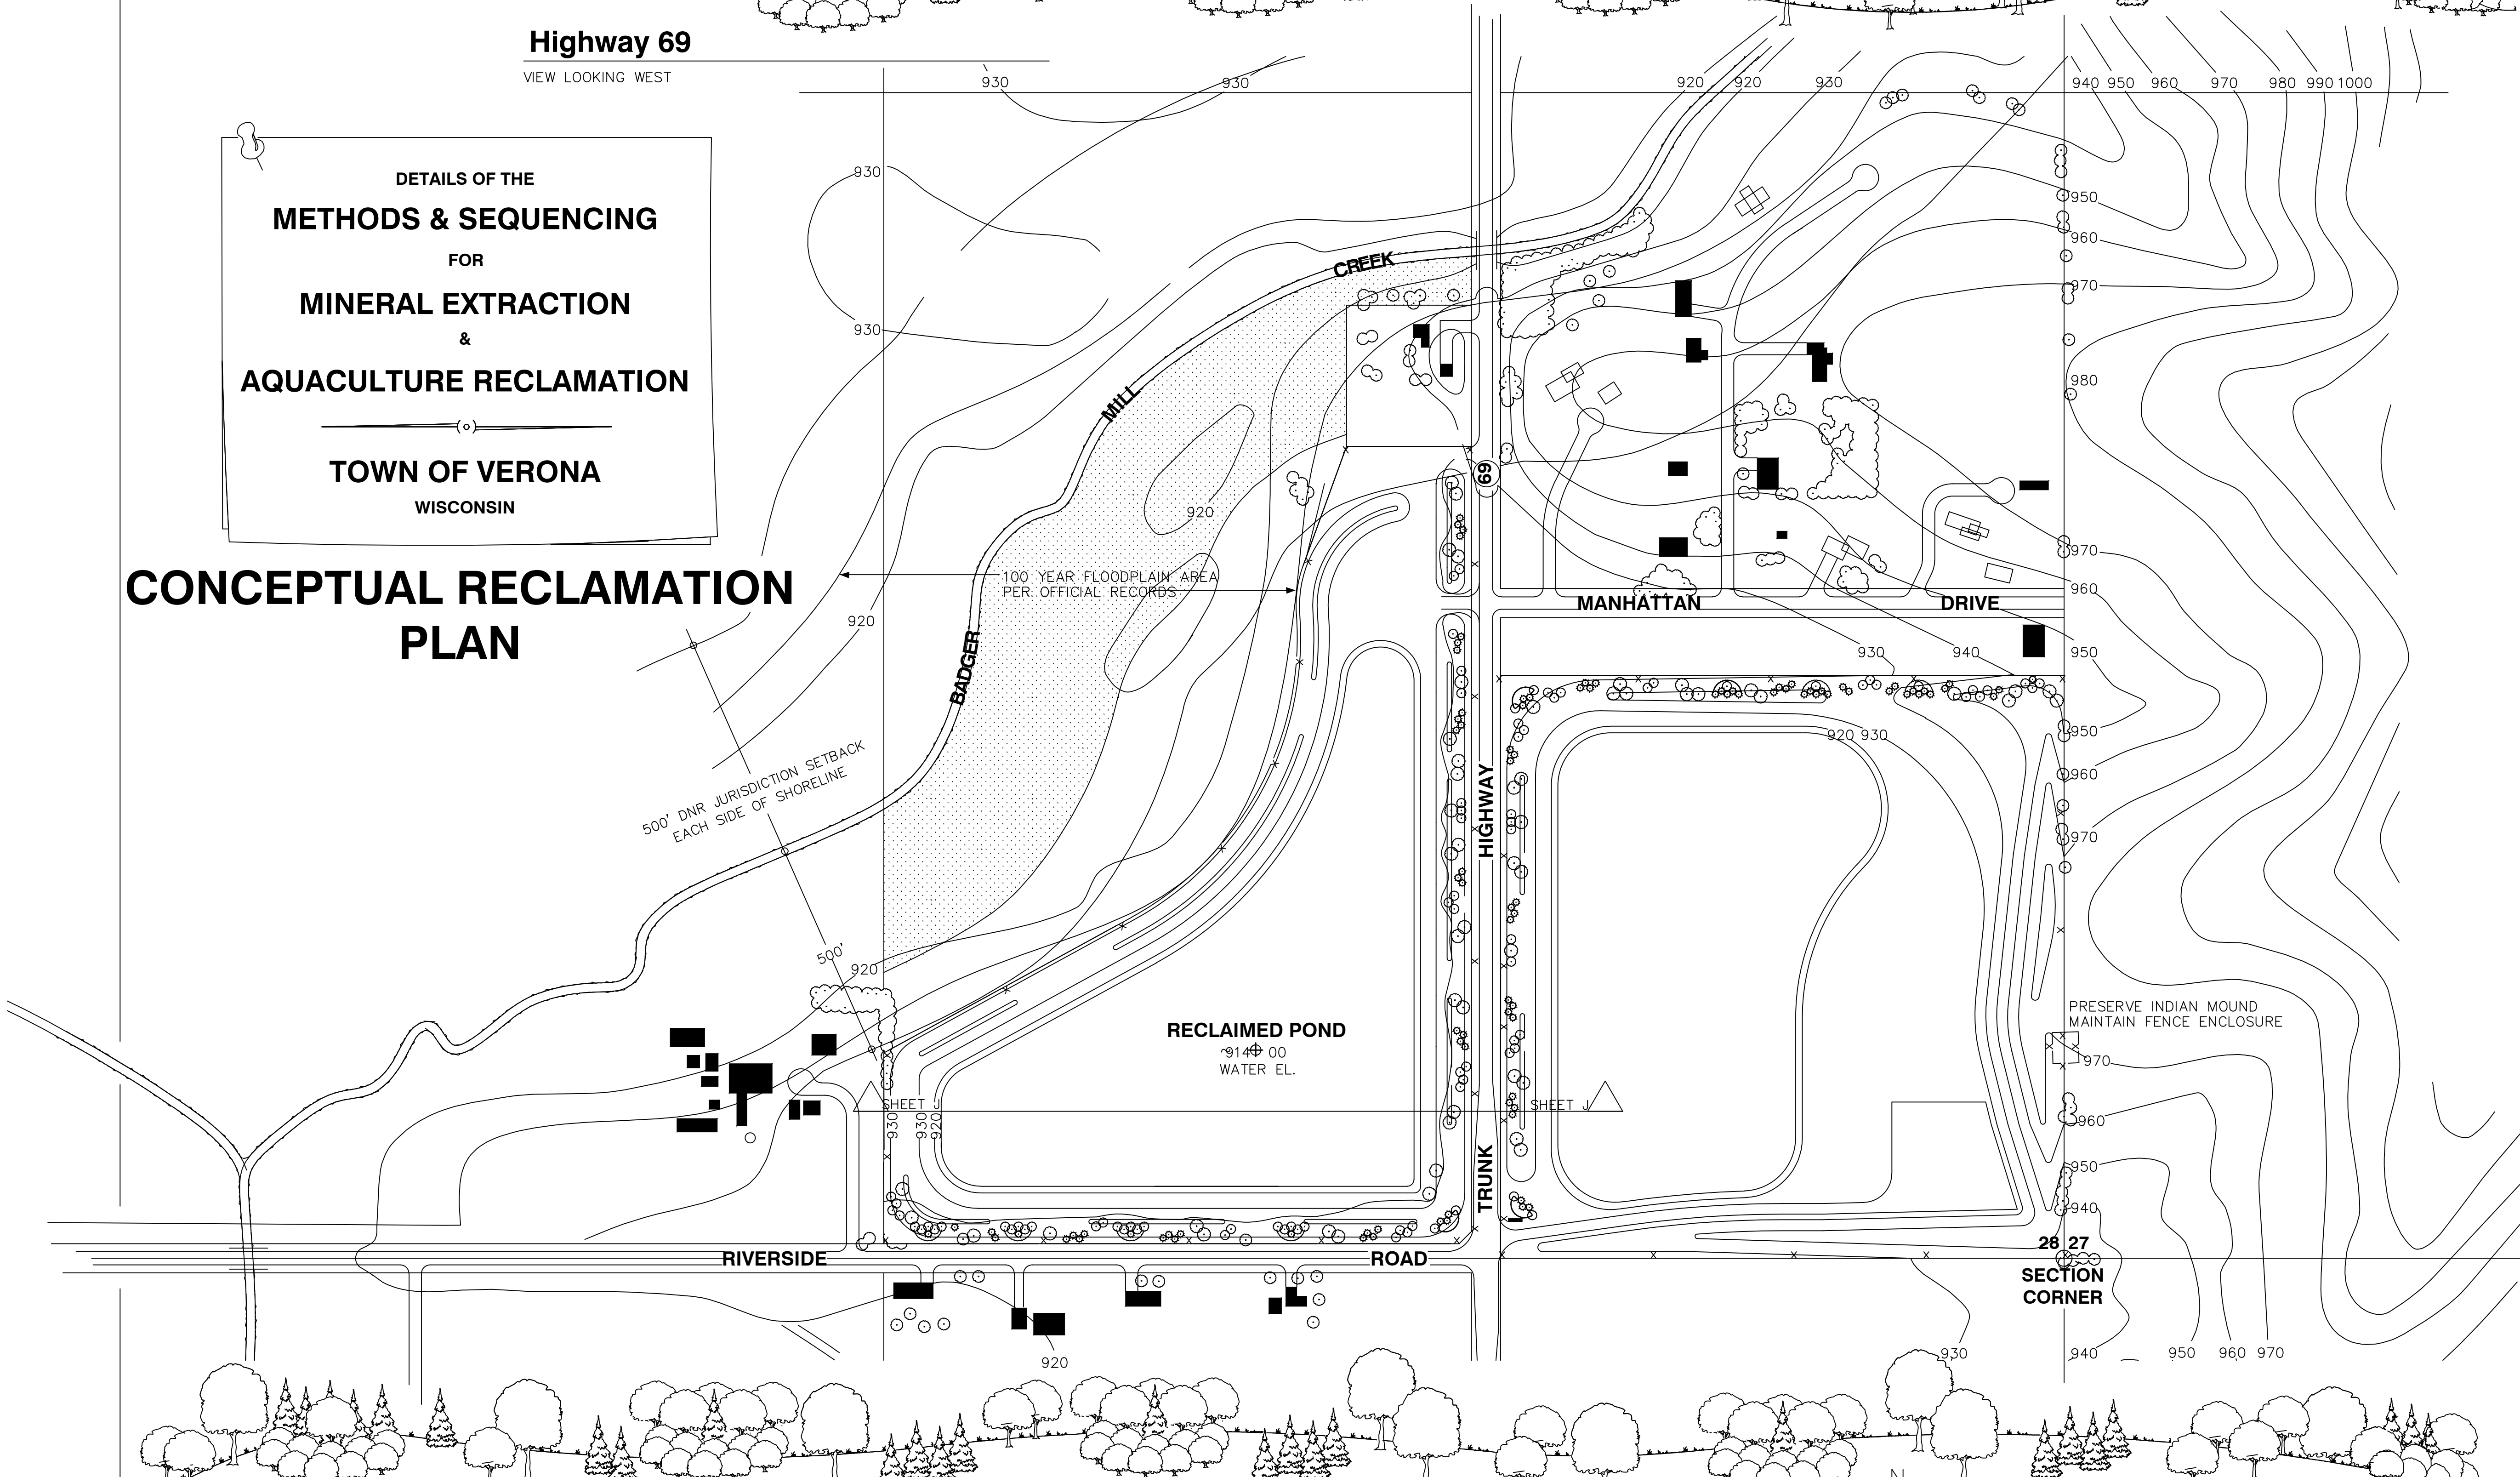 Highway 69
VIEW LOOKING WEST
930
930
920
920
930
940
950
960
970
980
990
1000
DETAILS OF THE
METHODS & SEQUENCING
FOR
MINERAL EXTRACTION
&
AQUACULTURE RECLAMATION
TOWN OF VERONA
WISCONSIN
CONCEPTUAL RECLAMATION
PLAN
930
930
950
960
970
980
CREEK
MILL
BADGER
69
920
100 YEAR FLOODPLAIN AREA
PER OFFICIAL RECORDS
920
970
960
MANHATTAN
DRIVE
930
940
950
500' DNR JURISDICTION SETBACK
EACH SIDE OF SHORELINE
920
930
950
960
970
HIGHWAY
500'
920
PRESERVE INDIAN MOUND
MAINTAIN FENCE ENCLOSURE
RECLAIMED POND
~914 00
WATER EL.
970
SHEET J
SHEET J
930
930
920
960
TRUNK
950
940
28
27
RIVERSIDE
ROAD
SECTION
CORNER
920
930
940
950
960
970
N